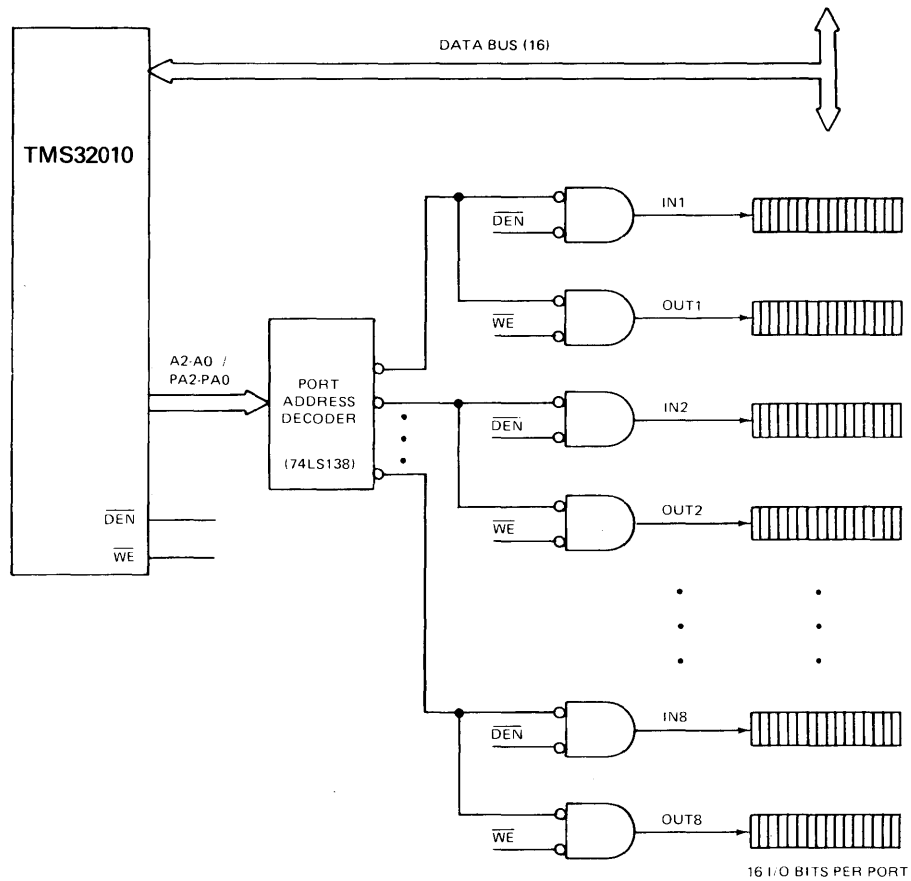 DATA BUS (16)
TMS32010
IN1
DEN
OUT1
WE
A2-A0 /
PA2-PA0
PORT
ADDRESS
DECODER
(74LS138)
IN2
DEN
OUT2
WE
DEN
WE
IN8
DEN
OUT8
WE
16 I/O BITS PER PORT